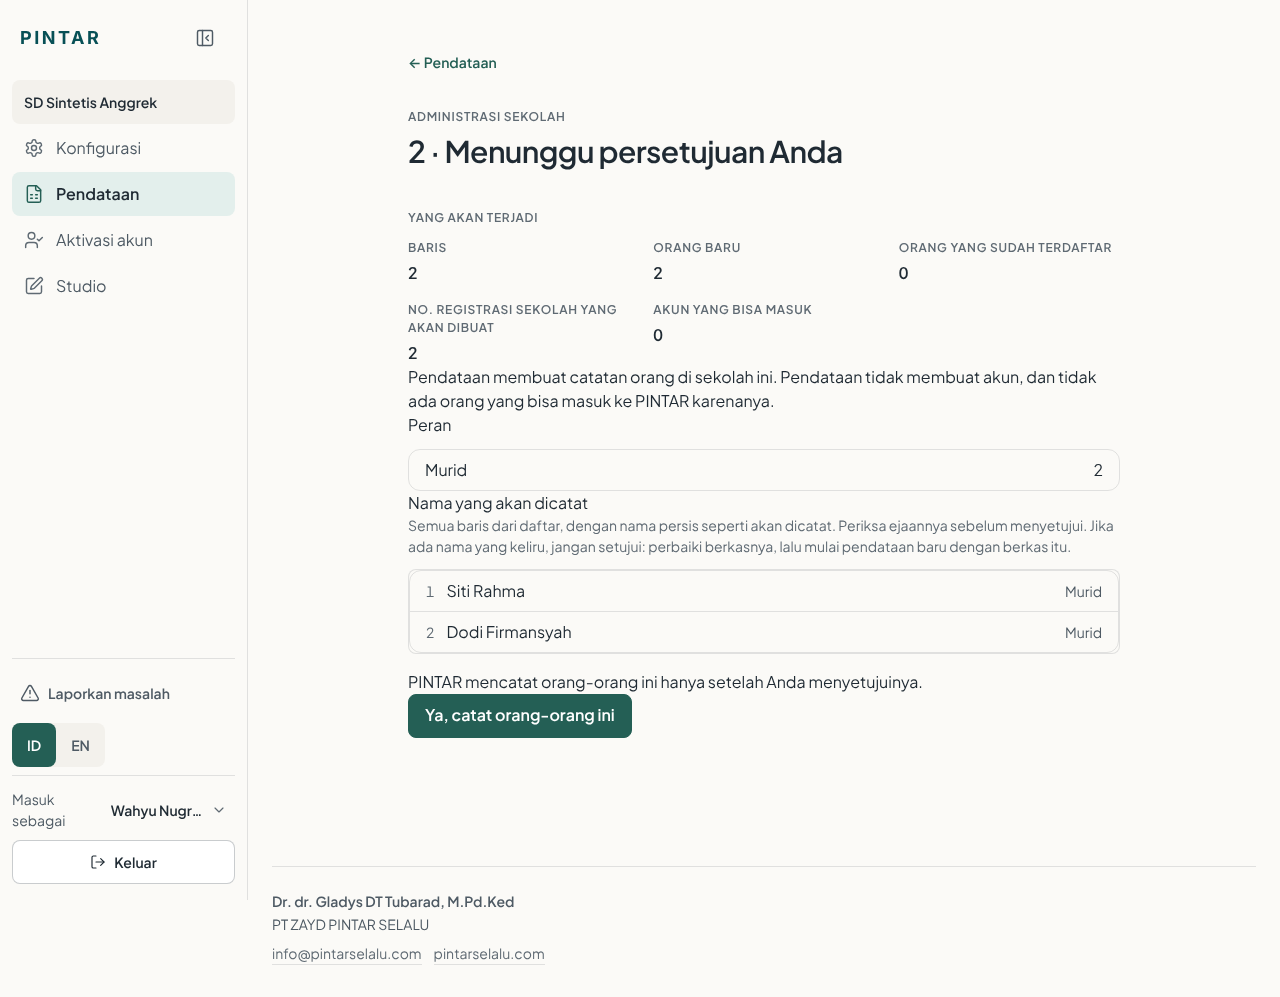 PINTAR
SD Sintetis Anggrek
Konfigurasi
Pendataan
Aktivasi akun
Studio
Laporkan masalah
ID EN
Masuk sebagai
Wahyu Nugr...
Keluar
← Pendataan
ADMINISTRASI SEKOLAH
2 · Menunggu persetujuan Anda
YANG AKAN TERJADI
BARIS
2
ORANG BARU
2
ORANG YANG SUDAH TERDAFTAR
0
NO. REGISTRASI SEKOLAH YANG
AKAN DIBUAT
2
AKUN YANG BISA MASUK
0
Pendataan membuat catatan orang di sekolah ini. Pendataan tidak membuat akun, dan tidak
ada orang yang bisa masuk ke PINTAR karenanya.
Peran
Murid 2
Nama yang akan dicatat
Semua baris dari daftar, dengan nama persis seperti akan dicatat. Periksa ejaannya sebelum menyetujui. Jika
ada nama yang keliru, jangan setujui: perbaiki berkasnya, lalu mulai pendataan baru dengan berkas itu.
1 Siti Rahma Murid
2 Dodi Firmansyah Murid
PINTAR mencatat orang-orang ini hanya setelah Anda menyetujuinya.
Ya, catat orang-orang ini
Dr. dr. Gladys DT Tubarad, M.Pd.Ked
PT ZAYD PINTAR SELALU
info@pintarselalu.com pintarselalu.com